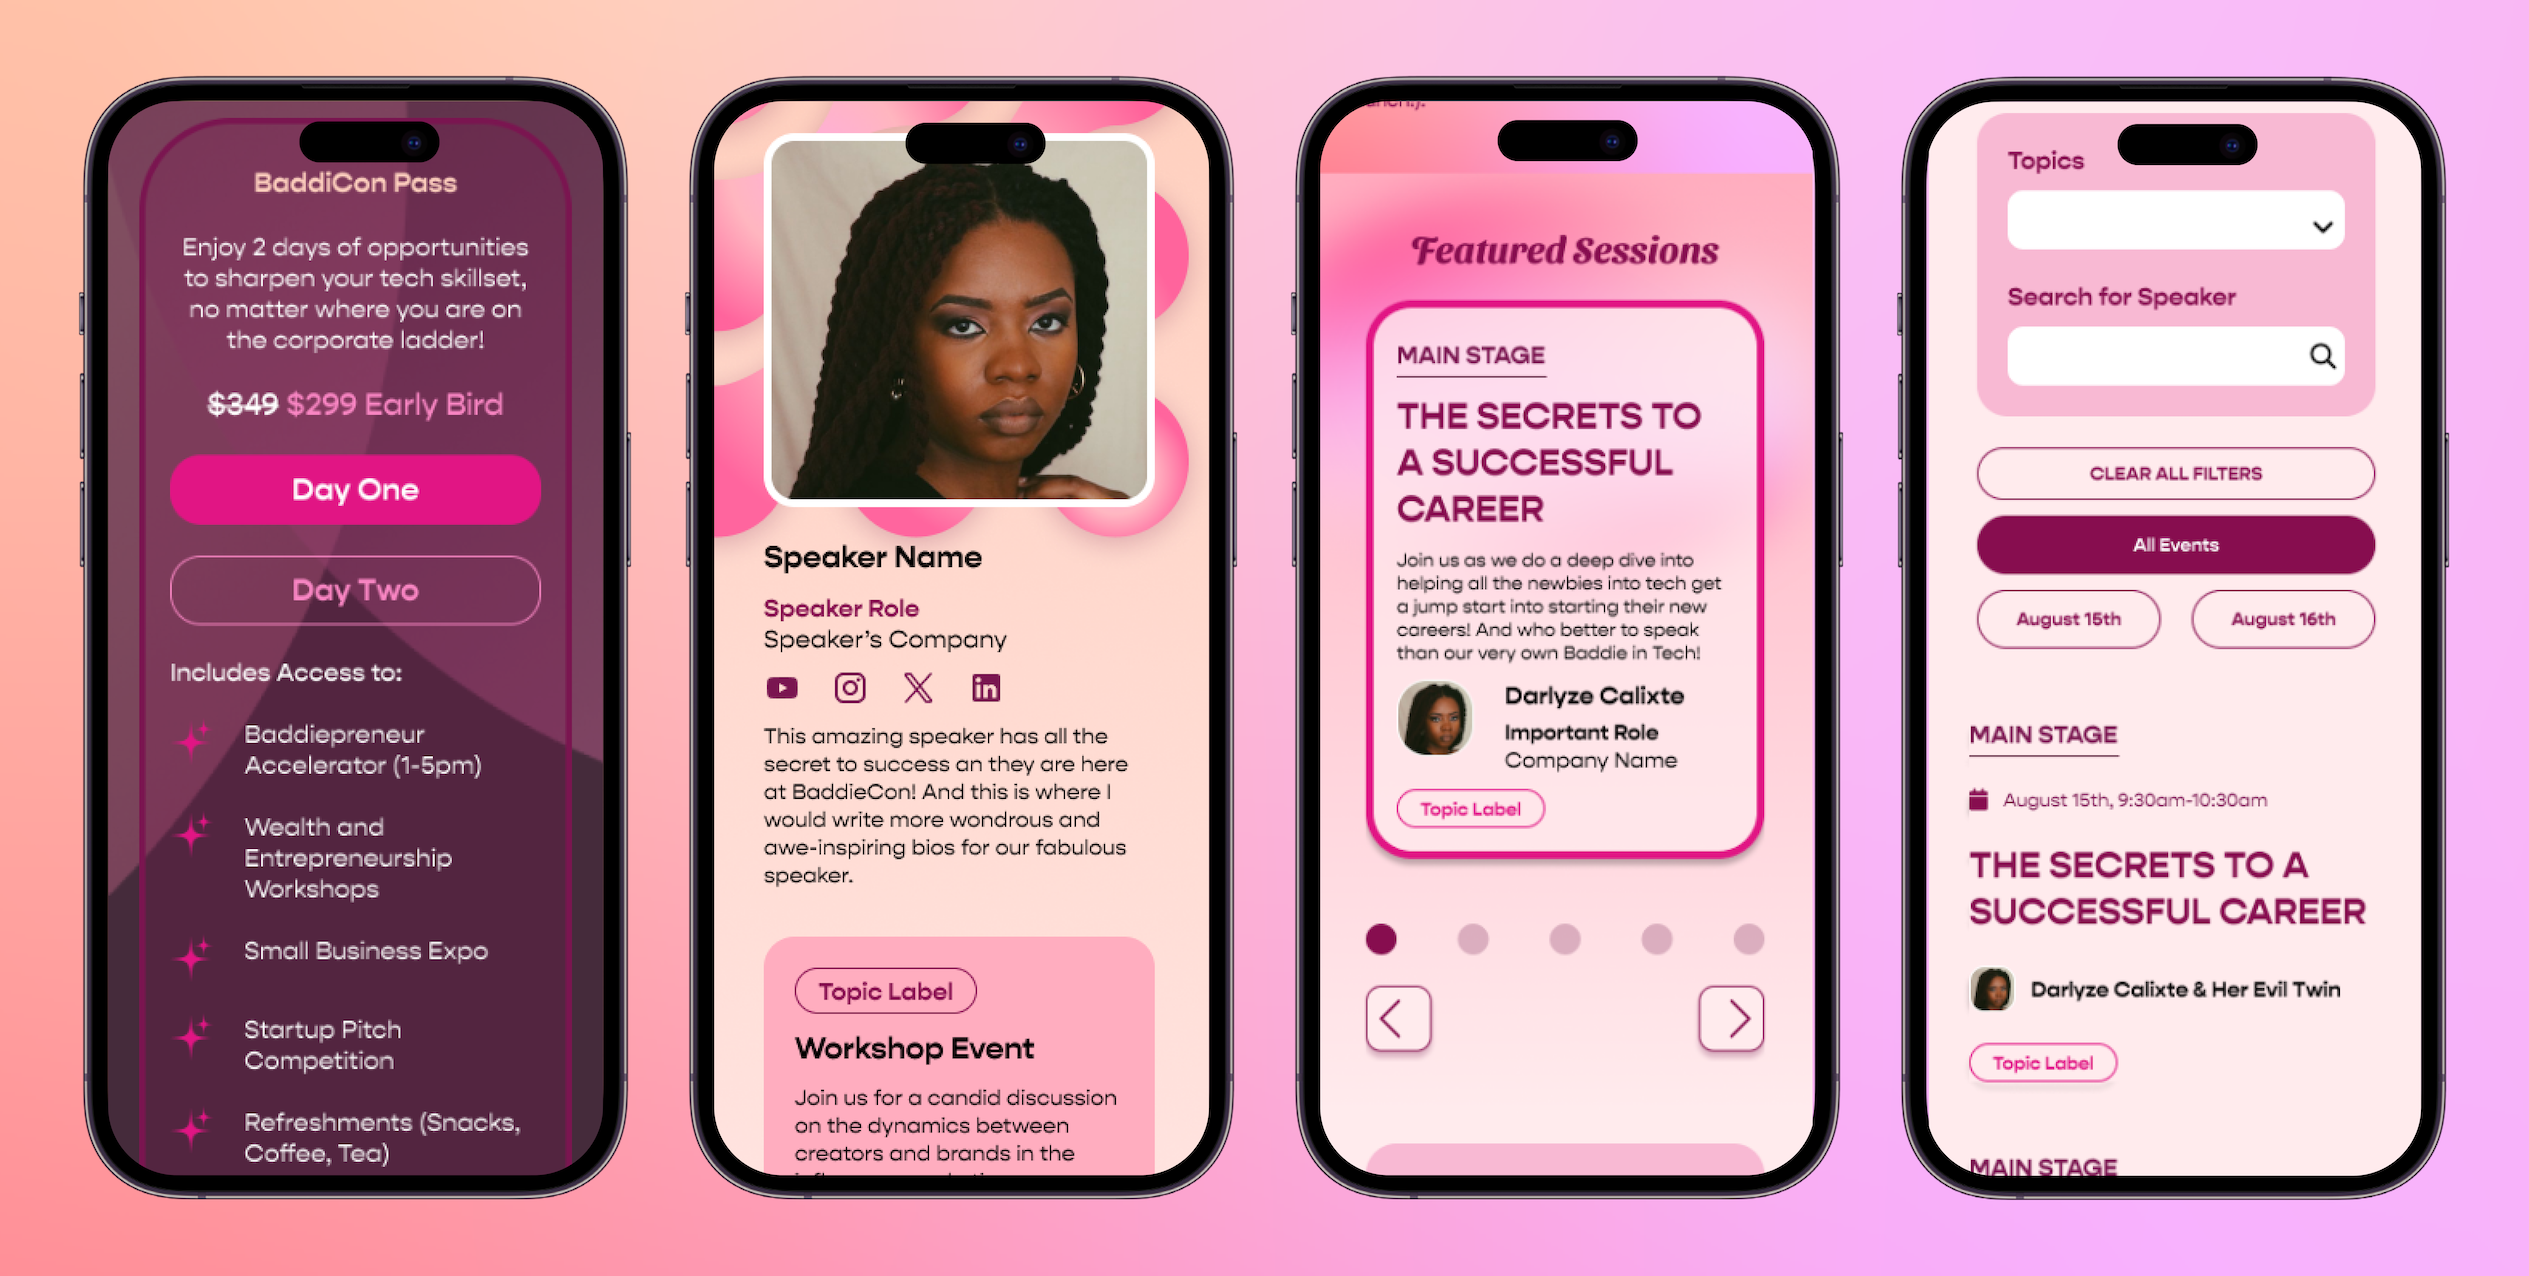 BaddiCon Pass
Enjoy 2 days of opportunities
to sharpen your tech skillset,
no matter where you are on
the corporate ladder!
$349 $299 Early Bird
Day One
Day Two
Includes Access to:
Baddiepreneur
Accelerator (1-5pm)
Wealth and
Entrepreneurship
Workshops
Small Business Expo
Startup Pitch
Competition
Refreshments (Snacks,
Coffee, Tea)
Speaker Name
Speaker Role
Speaker's Company
This amazing speaker has all the
secret to success an they are here
at BaddieCon! And this is where I
would write more wondrous and
awe-inspiring bios for our fabulous
speaker.
Topic Label
Workshop Event
Join us for a candid discussion
on the dynamics between
creators and brands in the
Featured Sessions
MAIN STAGE
THE SECRETS TO
A SUCCESSFUL
CAREER
Join us as we do a deep dive into
helping all the newbies into tech get
a jump start into starting their new
careers! And who better to speak
than our very own Baddie in Tech!
Darlyze Calixte
Important Role
Company Name
Topic Label
Topics
Search for Speaker
CLEAR ALL FILTERS
All Events
August 15th
August 16th
MAIN STAGE
August 15th, 9:30am-10:30am
THE SECRETS TO A
SUCCESSFUL CAREER
Darlyze Calixte & Her Evil Twin
Topic Label
MAIN STAGE